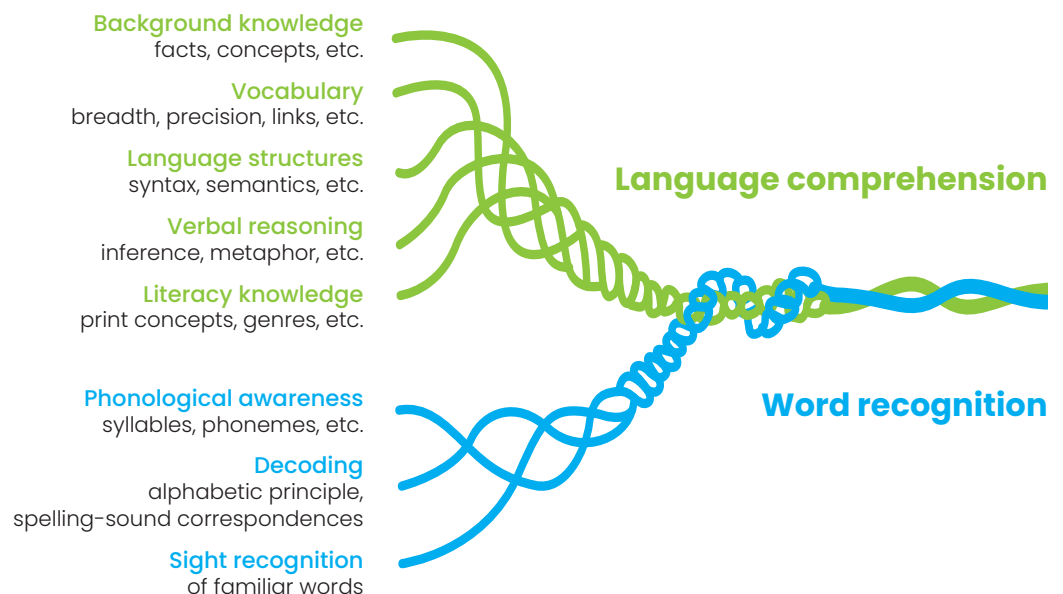 Background knowledge
facts, concepts, etc.
Vocabulary
breadth, precision, links, etc.
Language structures
syntax, semantics, etc.
Verbal reasoning
inference, metaphor, etc.
Literacy knowledge
print concepts, genres, etc.
Language comprehension
Phonological awareness
syllables, phonemes, etc.
Decoding
alphabetic principle,
spelling-sound correspondences
Sight recognition
of familiar words
Word recognition